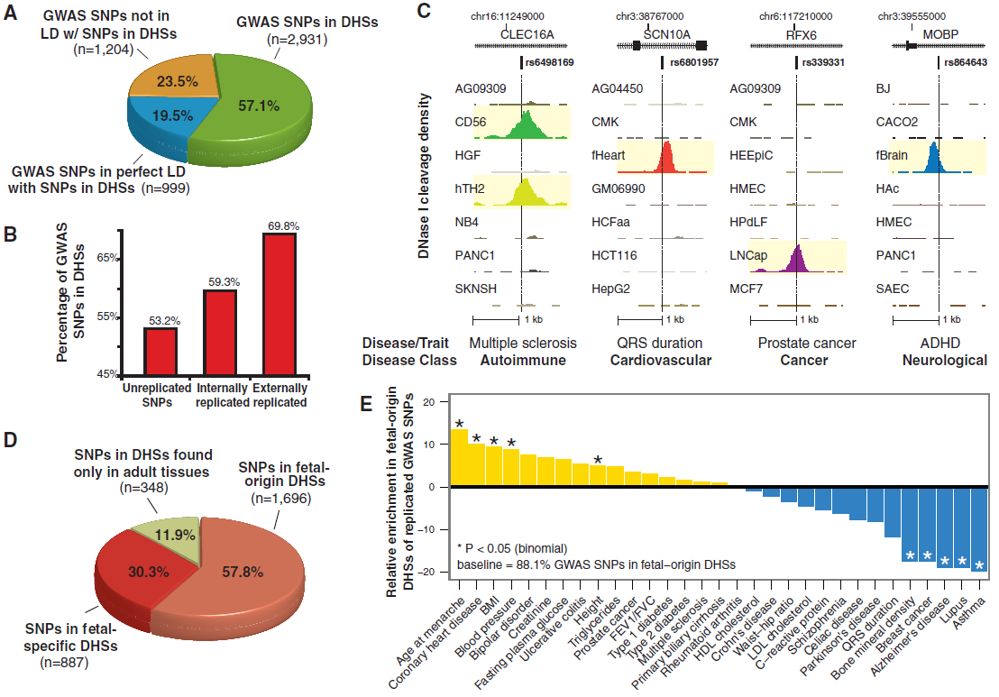 A
GWAS SNPs not in
LD w/ SNPs in DHSs
(n=1,204)
GWAS SNPs in DHSs
(n=2,931)
23.5%
57.1%
19.5%
GWAS SNPs in perfect LD
with SNPs in DHSs (n=999)
B
Percentage of GWAS
SNPs in DHSs
65%
55%
45%
53.2%
59.3%
69.8%
Unreplicated
SNPs
Internally
replicated
Externally
replicated
C
DNase I cleavage density
chr16:11249000
CLEC16A
rs6498169
AG09309
CD56
HGF
hTH2
NB4
PANC1
SKNSH
1 kb
chr3:38767000
SCN10A
rs6801957
AG04450
CMK
fHeart
GM06990
HCFaa
HCT116
HepG2
1 kb
chr6:117210000
RFX6
rs339331
AG09309
CMK
HEEpiC
HMEC
HPdLF
LNCap
MCF7
1 kb
chr3:39555000
MOBP
rs864643
BJ
CACO2
fBrain
HAc
HMEC
PANC1
SAEC
1 kb
Disease/Trait
Disease Class
Multiple sclerosis
Autoimmune
QRS duration
Cardiovascular
Prostate cancer
Cancer
ADHD
Neurological
D
SNPs in DHSs found
only in adult tissues
(n=348)
SNPs in fetal-
origin DHSs
(n=1,696)
11.9%
30.3%
57.8%
SNPs in fetal-
specific DHSs
(n=887)
E
Relative enrichment in fetal-origin
DHSs of replicated GWAS SNPs
20
10
0
−10
−20
* * * * *
* * * * *
* P < 0.05 (binomial)
baseline = 88.1% GWAS SNPs in fetal−origin DHSs
Age at menarche
Coronary heart disease
BMI
Blood pressure
Bipolar disorder
Creatinine
Fasting plasma glucose
Ulcerative colitis
Height
Triglycerides
Prostate cancer
FEV1/FVC
Type 1 diabetes
Type 2 diabetes
Multiple sclerosis
Primary biliary cirrhosis
Rheumatoid arthritis
HDL cholesterol
Crohn's disease
Waist−hip ratio
LDL cholesterol
C−reactive protein
Schizophrenia
Celiac disease
Parkinson's disease
QRS duration
Bone mineral density
Breast cancer
Alzheimer's disease
Lupus
Asthma